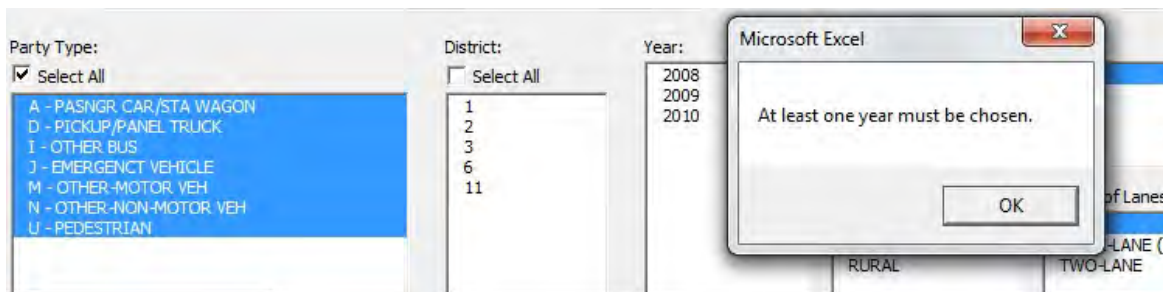 Party Type:
Select All
A - PASNGR CAR/STA WAGON
D - PICKUP/PANEL TRUCK
I - OTHER BUS
J - EMERGENCT VEHICLE
M - OTHER-MOTOR VEH
N - OTHER-NON-MOTOR VEH
U - PEDESTRIAN
District:
Select All
1
2
3
6
11
Year:
2008
2009
2010
Microsoft Excel
At least one year must be chosen.
OK
RURAL
of Lanes
-LANE (
TWO-LANE